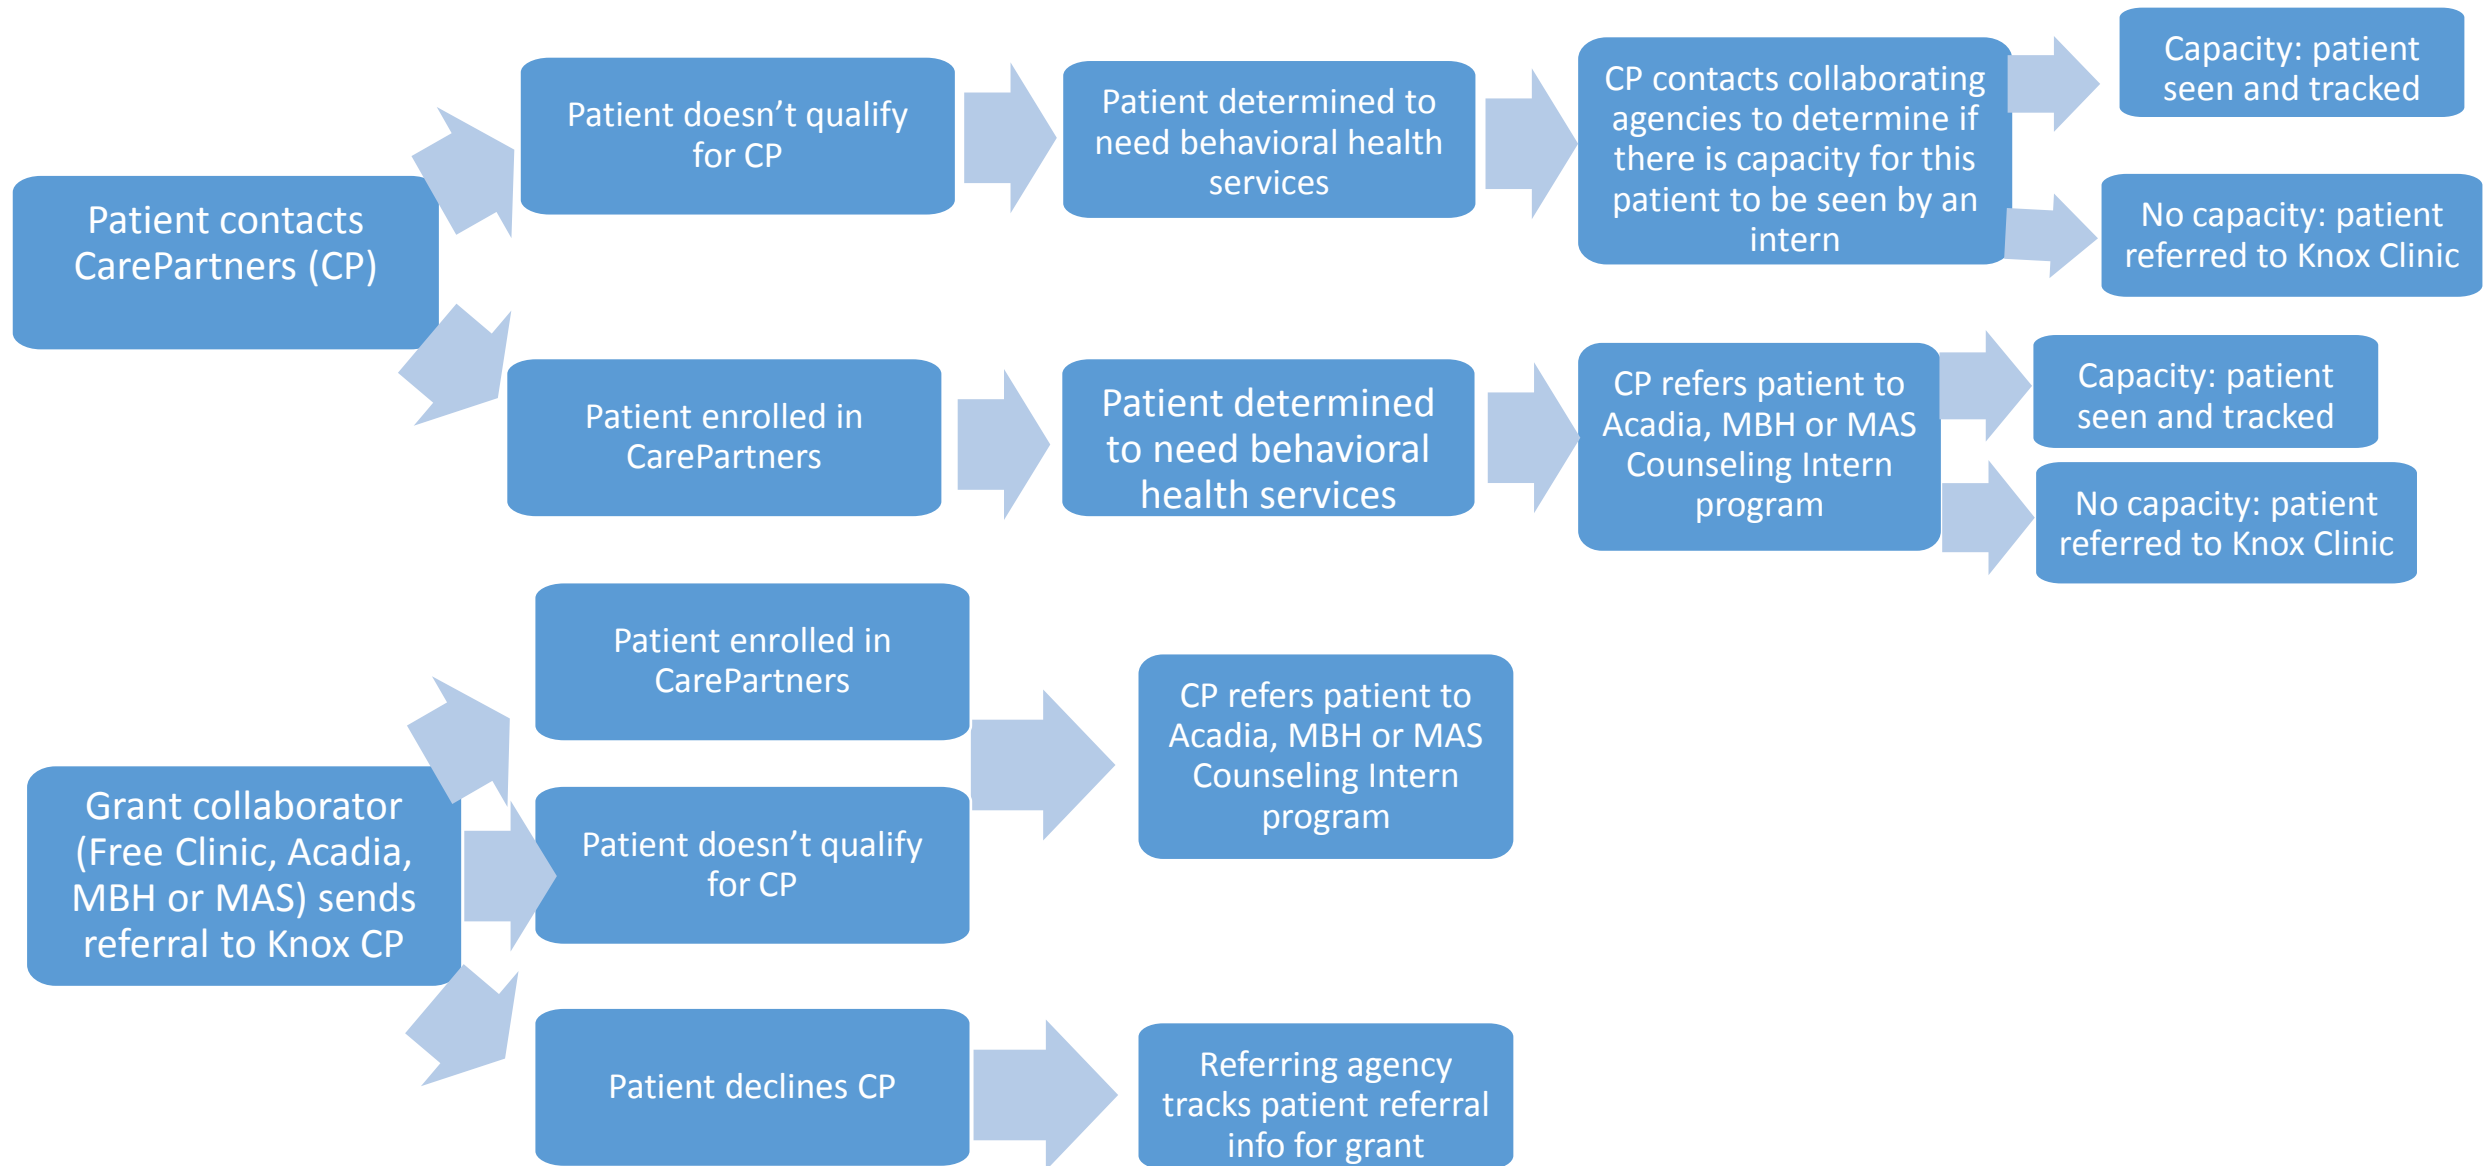 Patient contacts
CarePartners (CP)
Patient doesn’t qualify
for CP
Patient determined to
need behavioral health
services
CP contacts collaborating
agencies to determine if
there is capacity for this
patient to be seen by an
intern
Capacity: patient
seen and tracked
No capacity: patient
referred to Knox Clinic
Patient enrolled in
CarePartners
Patient determined
to need behavioral
health services
CP refers patient to
Acadia, MBH or MAS
Counseling Intern
program
Capacity: patient
seen and tracked
No capacity: patient
referred to Knox Clinic
Grant collaborator
(Free Clinic, Acadia,
MBH or MAS) sends
referral to Knox CP
Patient enrolled in
CarePartners
Patient doesn’t qualify
for CP
CP refers patient to
Acadia, MBH or MAS
Counseling Intern
program
Patient declines CP
Referring agency
tracks patient referral
info for grant